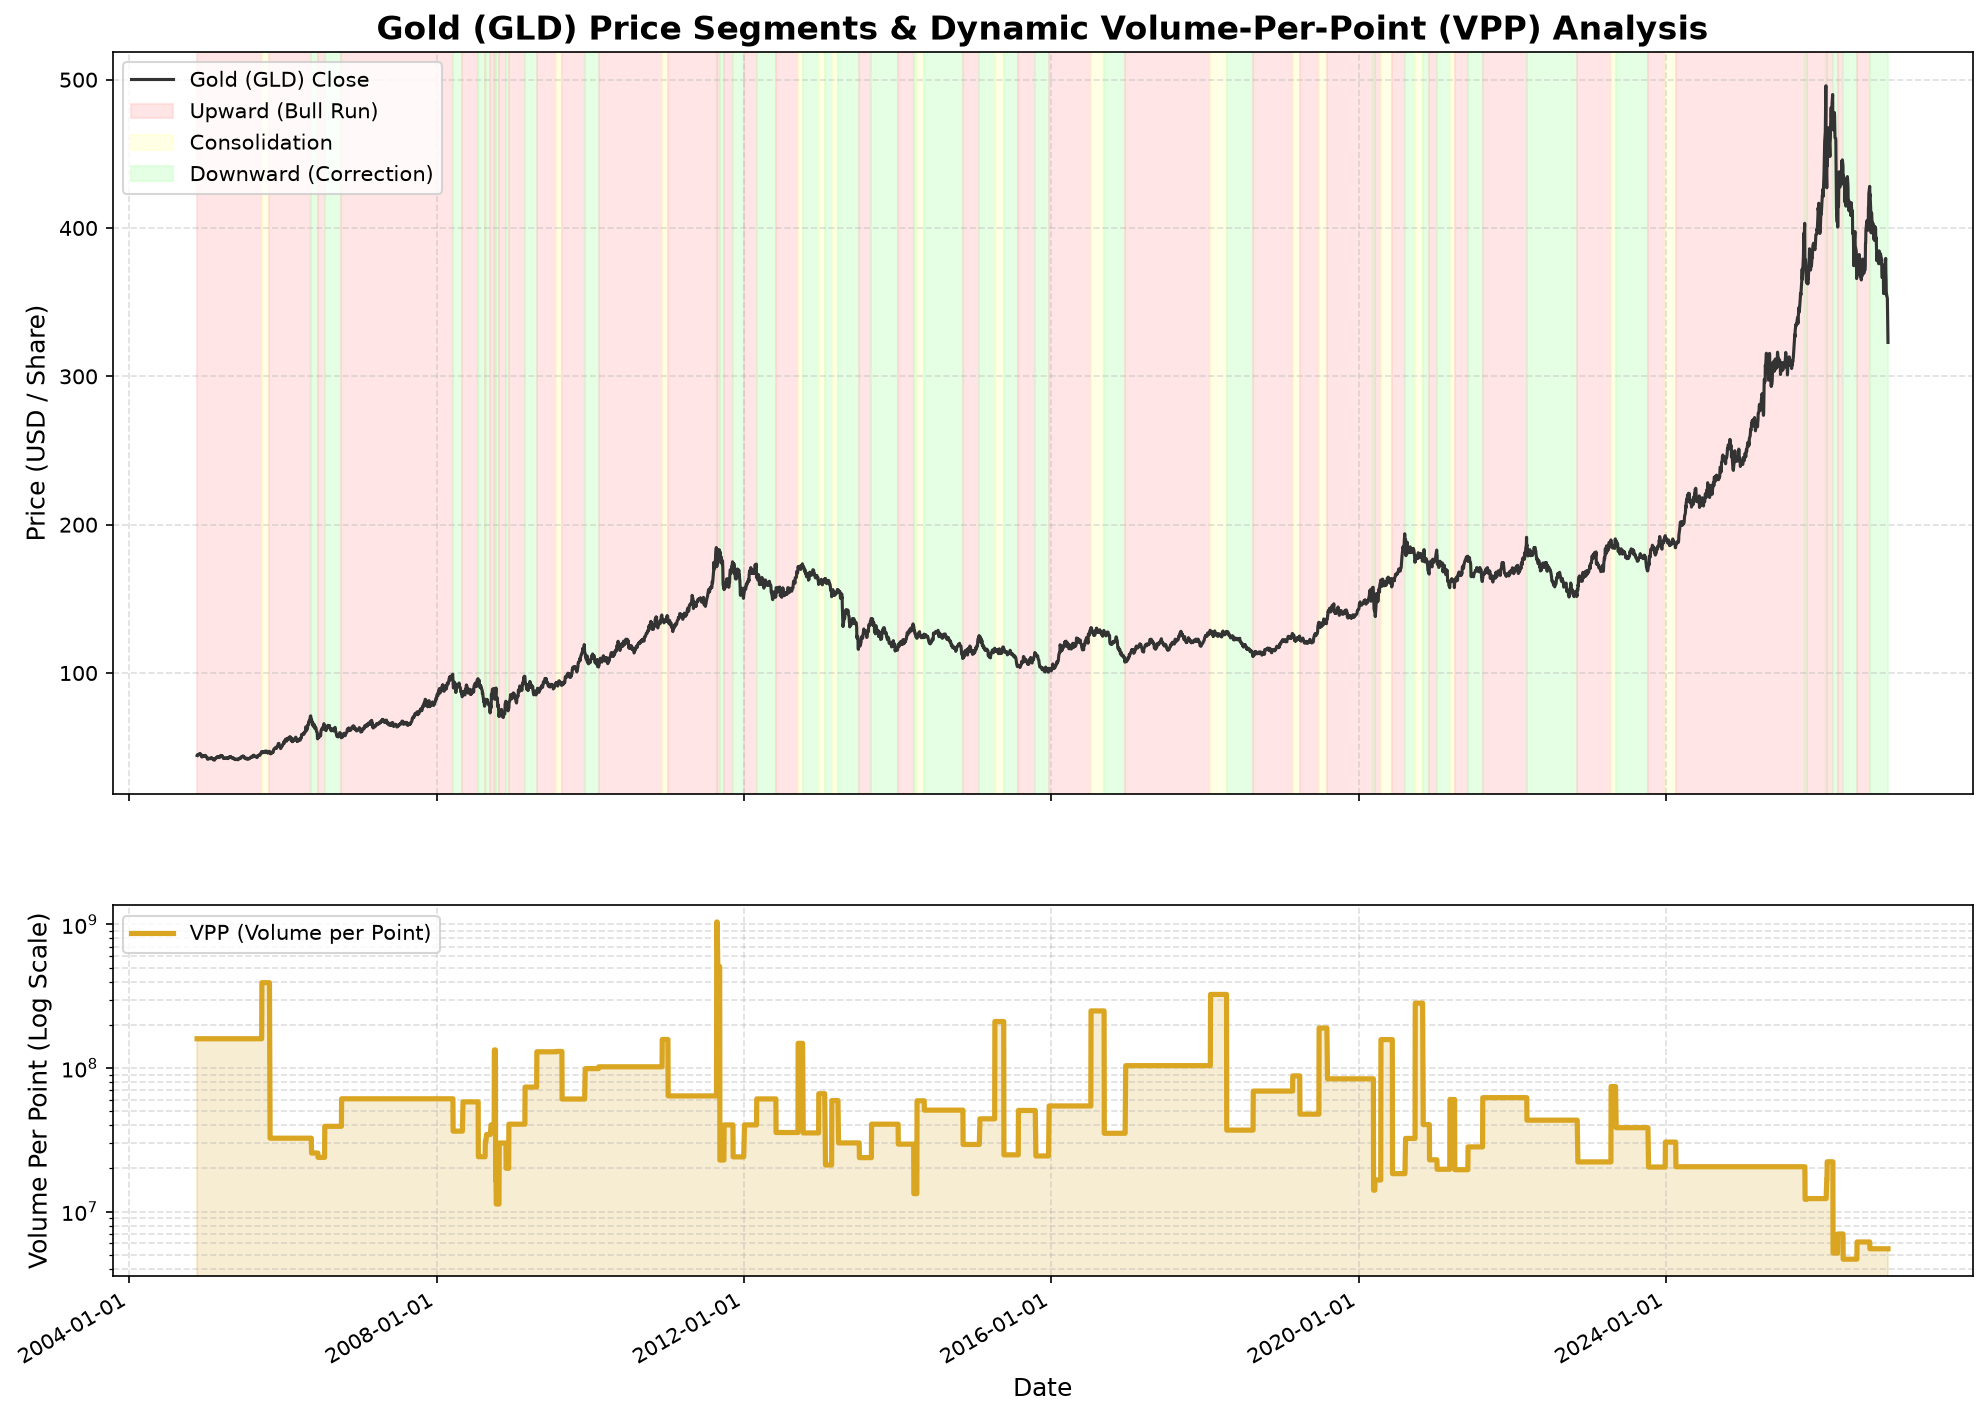 Gold (GLD) Price Segments & Dynamic Volume-Per-Point (VPP) Analysis
Gold (GLD) Close
Upward (Bull Run)
Consolidation
Downward (Correction)
Price (USD / Share)
500
400
300
200
100
VPP (Volume per Point)
Volume Per Point (Log Scale)
10⁹
10⁸
10⁷
2004-01-01
2008-01-01
2012-01-01
2016-01-01
2020-01-01
2024-01-01
Date